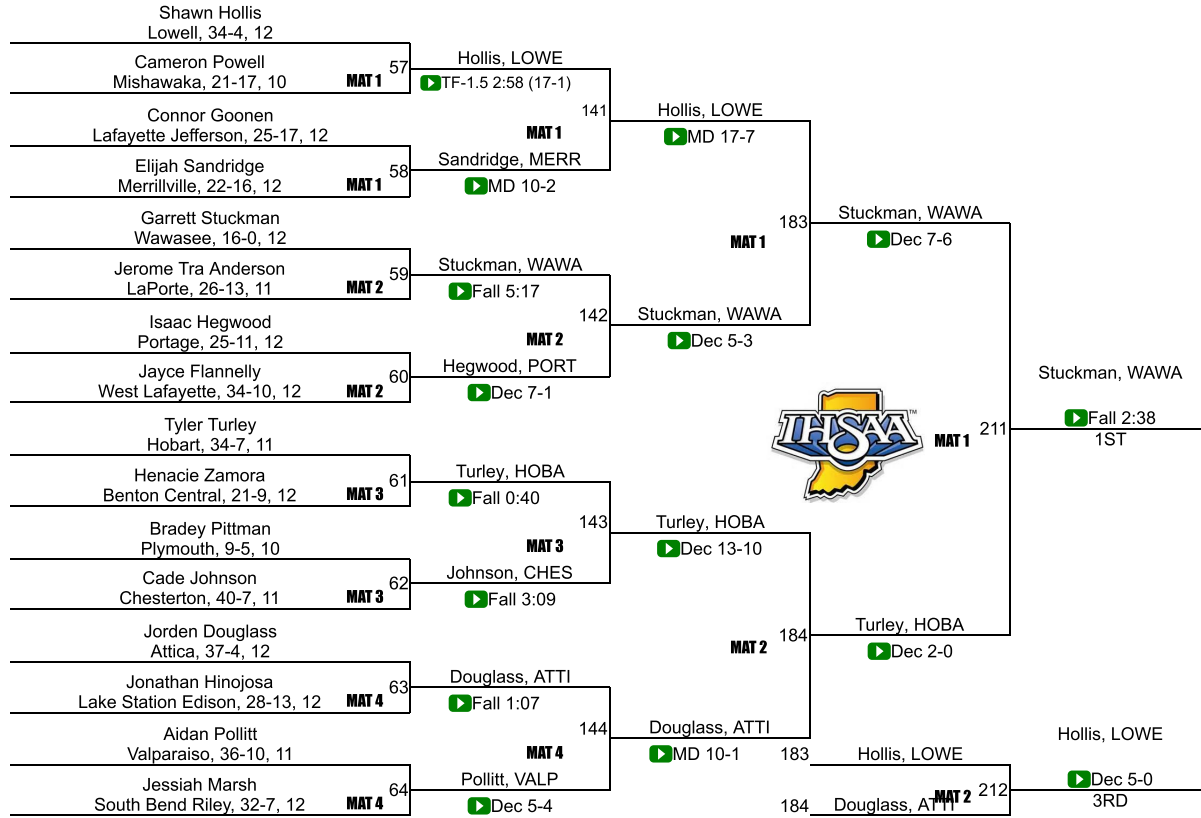 Shawn Hollis
Lowell, 34-4, 12
Cameron Powell
Mishawaka, 21-17, 10
MAT 1
57
Connor Goonen
Lafayette Jefferson, 25-17, 12
Elijah Sandridge
Merrillville, 22-16, 12
MAT 1
58
Garrett Stuckman
Wawasee, 16-0, 12
Jerome Tra Anderson
LaPorte, 26-13, 11
MAT 2
59
Isaac Hegwood
Portage, 25-11, 12
Jayce Flannelly
West Lafayette, 34-10, 12
MAT 2
60
Tyler Turley
Hobart, 34-7, 11
Henacie Zamora
Benton Central, 21-9, 12
MAT 3
61
Bradey Pittman
Plymouth, 9-5, 10
Cade Johnson
Chesterton, 40-7, 11
MAT 3
62
Jorden Douglass
Attica, 37-4, 12
Jonathan Hinojosa
Lake Station Edison, 28-13, 12
MAT 4
63
Aidan Pollitt
Valparaiso, 36-10, 11
Jessiah Marsh
South Bend Riley, 32-7, 12
MAT 4
64
Hollis, LOWE
TF-1.5 2:58 (17-1)
MAT 1
141
Sandridge, MERR
MD 10-2
Stuckman, WAWA
Fall 5:17
MAT 2
142
Hegwood, PORT
Dec 7-1
Turley, HOBA
Fall 0:40
MAT 3
143
Johnson, CHES
Fall 3:09
Douglass, ATTI
Fall 1:07
MAT 4
144
Pollitt, VALP
Dec 5-4
Hollis, LOWE
MD 17-7
MAT 1
183
Stuckman, WAWA
Dec 5-3
Turley, HOBA
Dec 13-10
MAT 2
184
Douglass, ATTI
MD 10-1
Stuckman, WAWA
Dec 7-6
IHSAA™
MAT 1
211
Turley, HOBA
Dec 2-0
Stuckman, WAWA
Fall 2:38
1ST
183
Hollis, LOWE
184
Douglass, ATTI
MAT 2
212
Hollis, LOWE
Dec 5-0
3RD